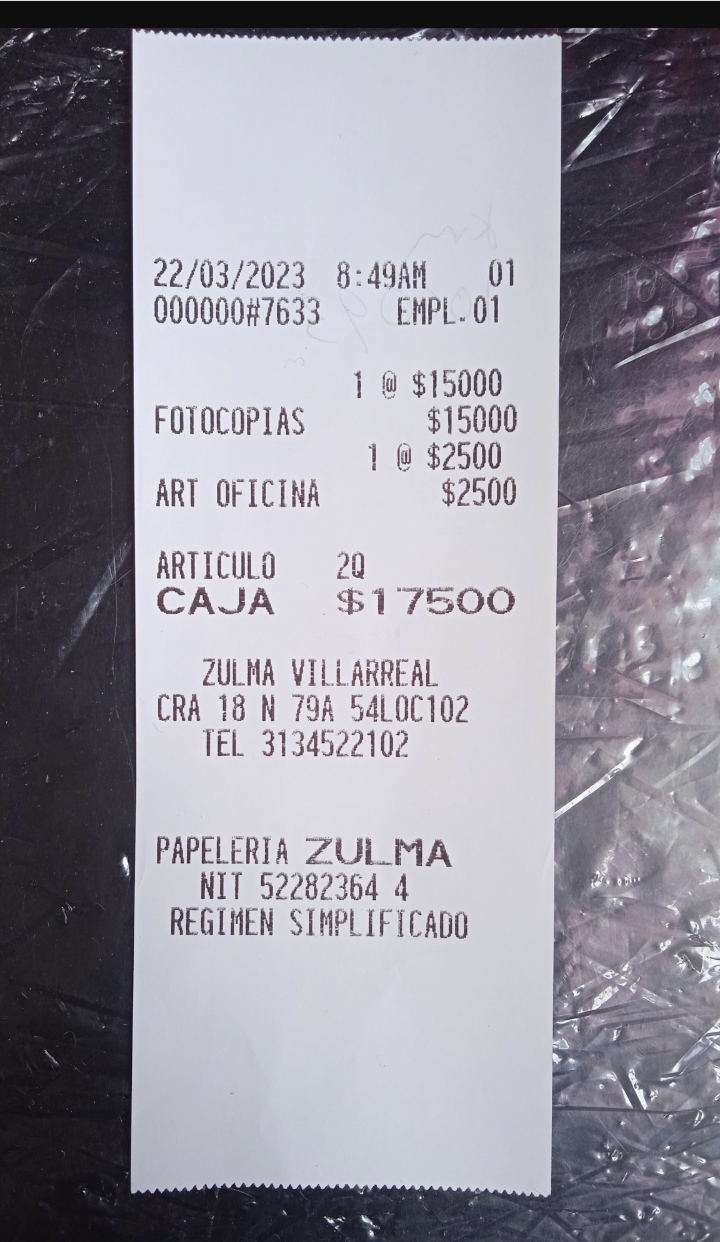 22/03/2023 8:49AM 01
000000#7633 EMPL.01
1 @ $15000
FOTOCOPIAS $15000
1 @ $2500
ART OFICINA $2500
ARTICULO 2Q
CAJA $17500
ZULMA VILLARREAL
CRA 18 N 79A 54LOC102
TEL 3134522102
PAPELERIA ZULMA
NIT 52282364 4
REGIMEN SIMPLIFICADO